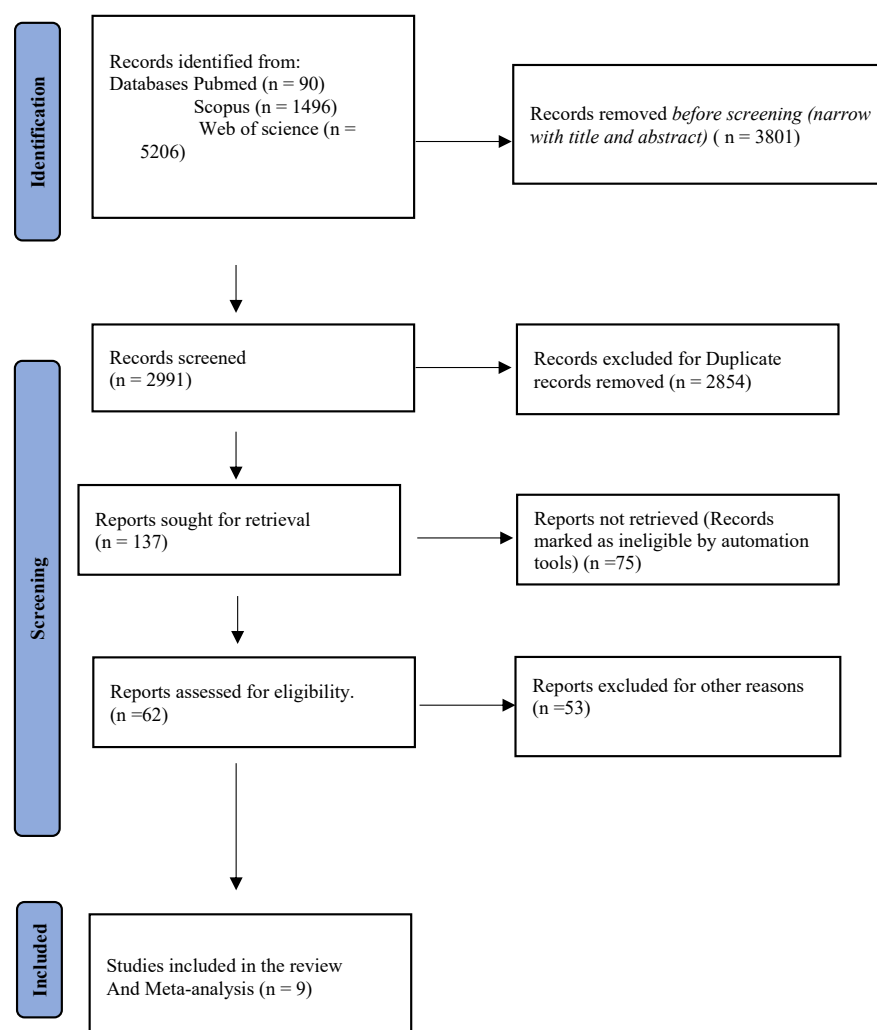 Identification
Records identified from:
Databases Pubmed (n = 90)
Scopus (n = 1496)
Web of science (n =
5206)
Records removed before screening (narrow
with title and abstract) ( n = 3801)
Screening
Records screened
(n = 2991)
Records excluded for Duplicate
records removed (n = 2854)
Reports sought for retrieval
(n = 137)
Reports not retrieved (Records
marked as ineligible by automation
tools) (n =75)
Reports assessed for eligibility.
(n =62)
Reports excluded for other reasons
(n =53)
Included
Studies included in the review
And Meta-analysis (n = 9)